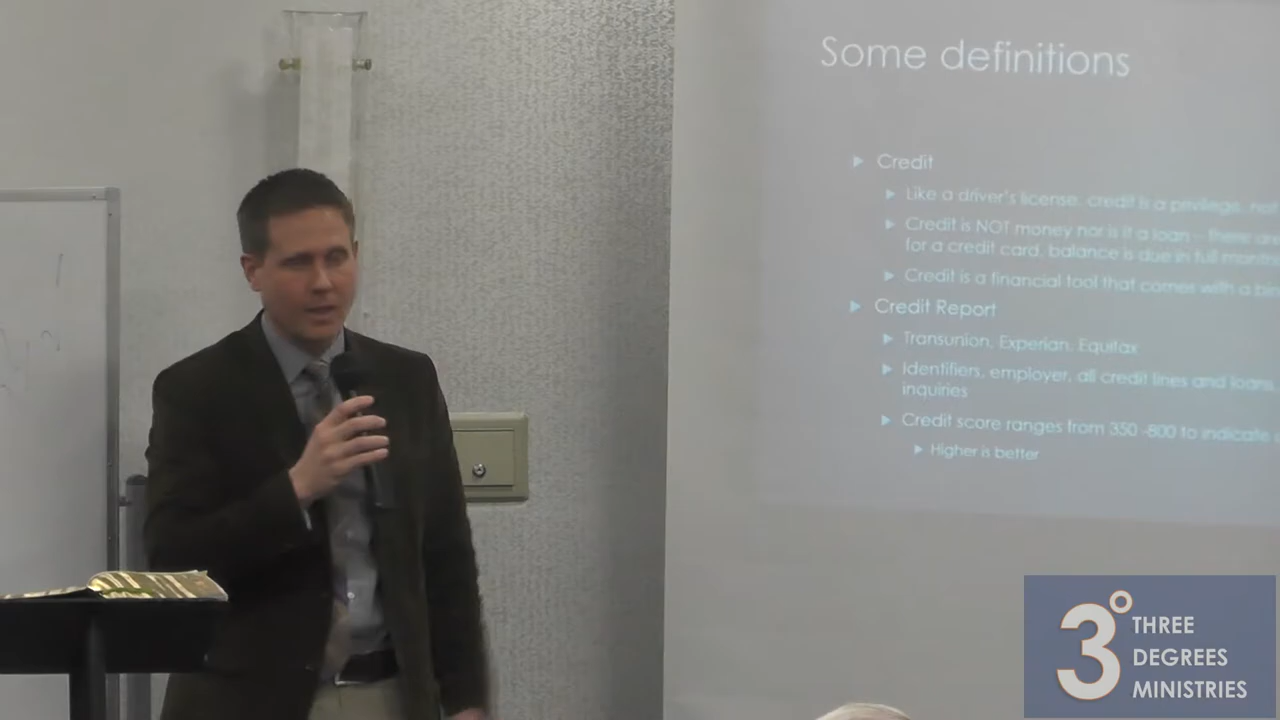 Some definitions
Credit
Like a driver's license, credit is a privilege, not
Credit is NOT money nor is it a loan - there are
for a credit card, balance is due in full
Credit is a financial tool that comes with a
Credit Report
Transunion, Experian, Equifax
Identifiers, employer, all credit lines and loans,
inquiries
Credit score ranges from 350 -800 to indicate
Higher is better
3°
THREE
DEGREES
MINISTRIES